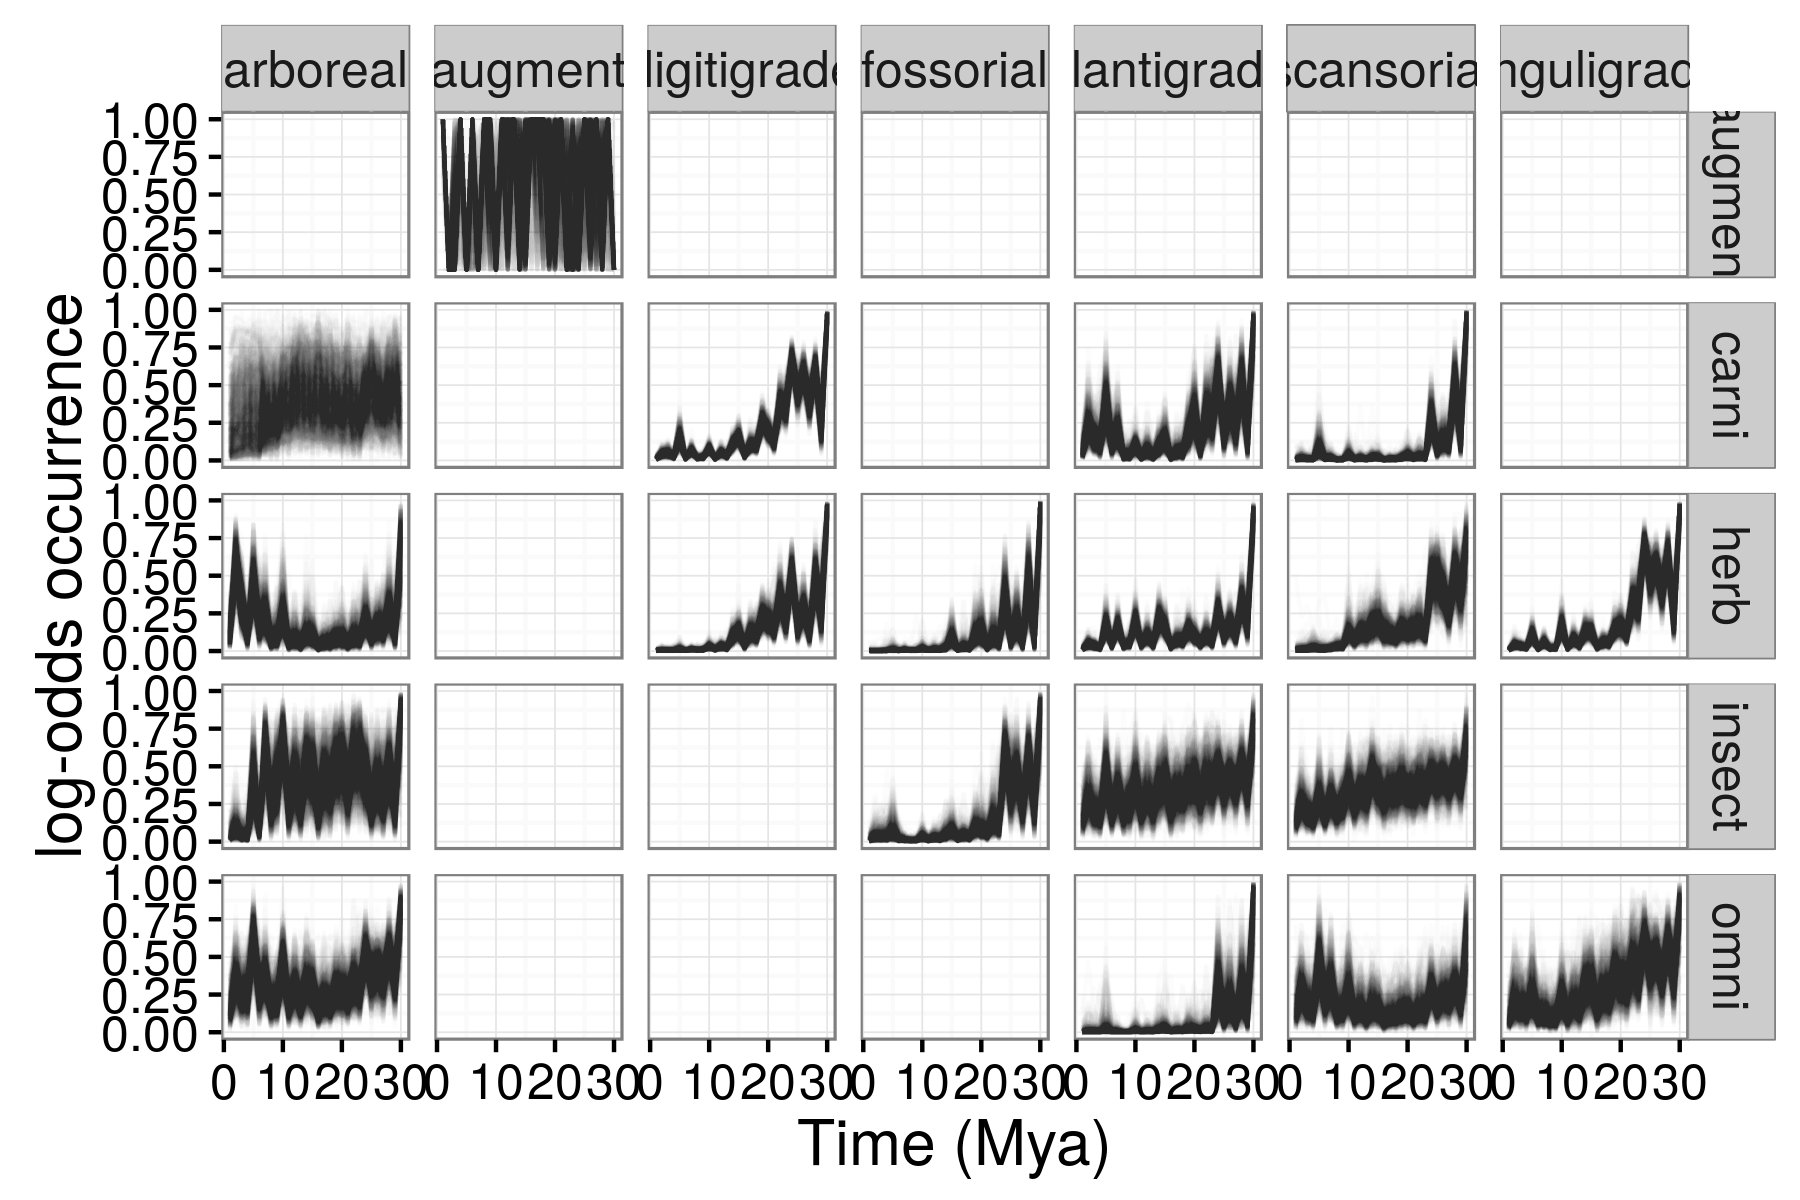 arboreal augment ligitigrade fossorial lantigrad scansoria nguligrad
augmen
1.00
0.75
0.50
0.25
0.00
carni
1.00
0.75
0.50
0.25
0.00
herb
1.00
0.75
0.50
0.25
0.00
insect
1.00
0.75
0.50
0.25
0.00
omni
1.00
0.75
0.50
0.25
0.00
log-odds occurrence
0 10 20 30 0 10 20 30 0 10 20 30 0 10 20 30 0 10 20 30 0 10 20 30 0 10 20 30
Time (Mya)